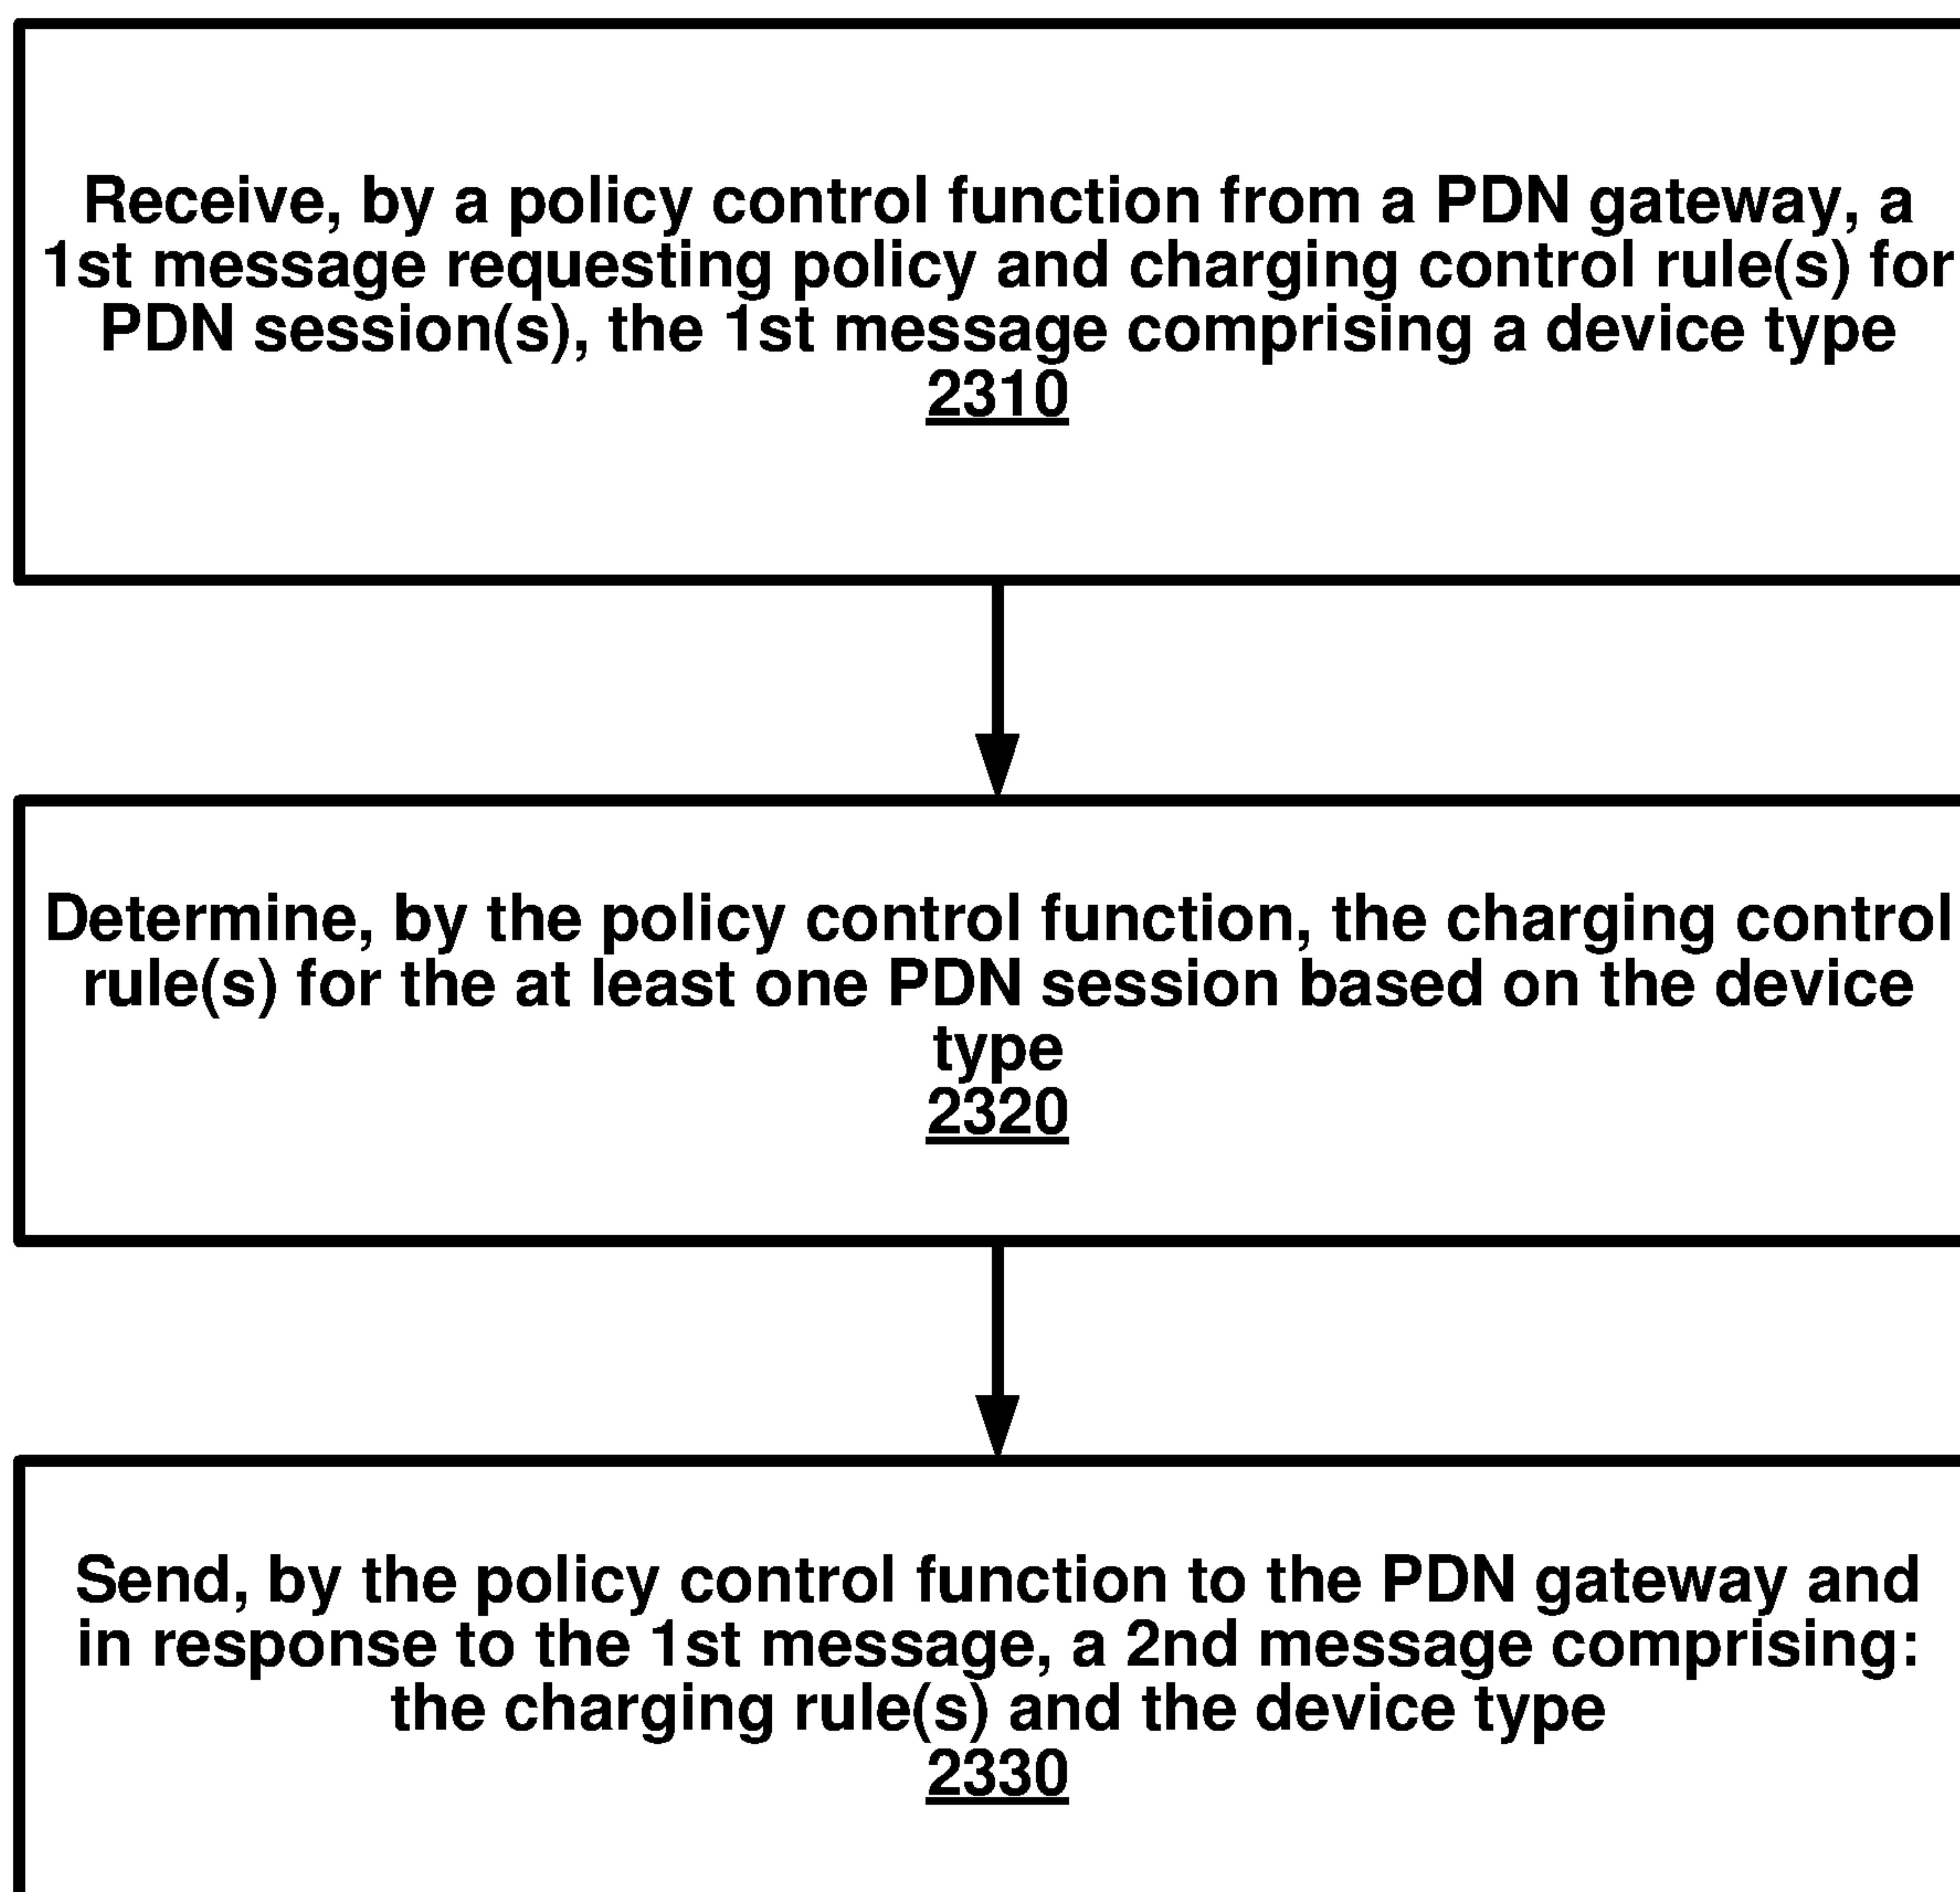 Receive, by a policy control function from a PDN gateway, a
1st message requesting policy and charging control rule(s) for
PDN session(s), the 1st message comprising a device type
2310
Determine, by the policy control function, the charging control
rule(s) for the at least one PDN session based on the device
type
2320
Send, by the policy control function to the PDN gateway and
in response to the 1st message, a 2nd message comprising:
the charging rule(s) and the device type
2330